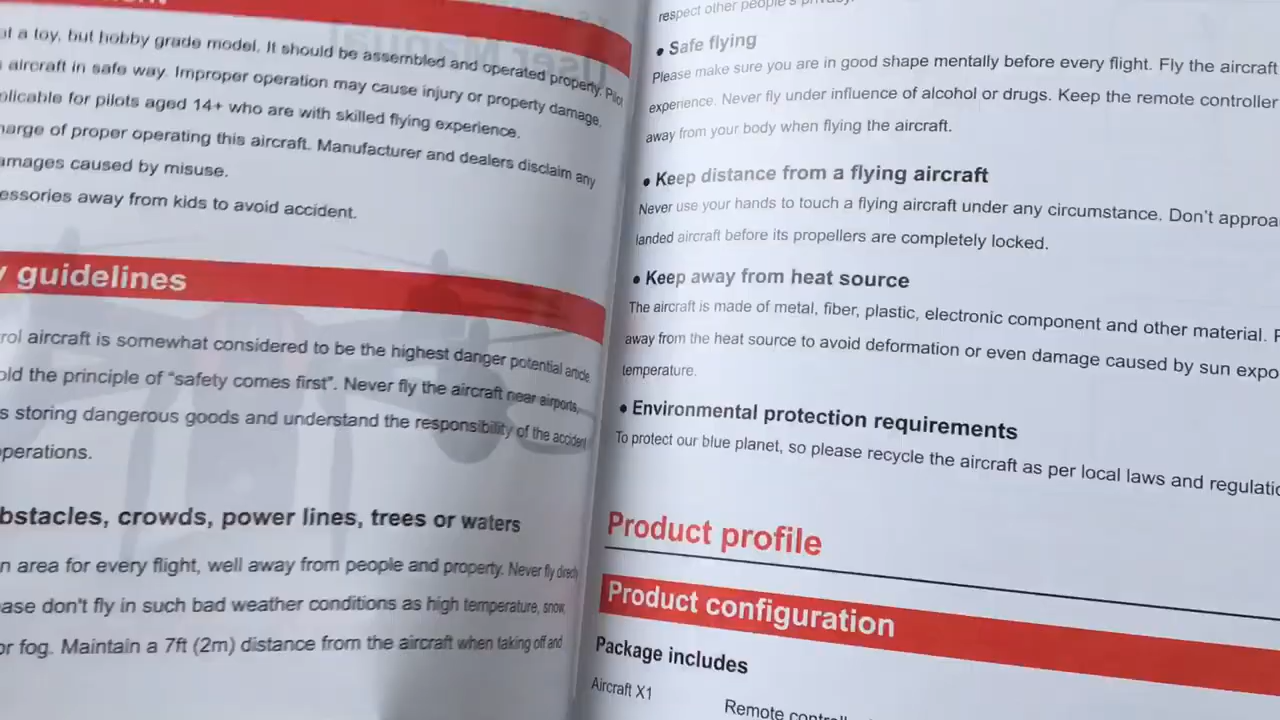 a toy, but hobby grade model. It should be assembled and operated properly. Pilot
aircraft in safe way. Improper operation may cause injury or property damage.
plicable for pilots aged 14+ who are with skilled flying experience.
harge of proper operating this aircraft. Manufacturer and dealers disclaim any
amages caused by misuse.
essories away from kids to avoid accident.
y guidelines
rol aircraft is somewhat considered to be the highest danger potential article.
old the principle of “safety comes first”. Never fly the aircraft near airports,
s storing dangerous goods and understand the responsibility of the accident
perations.
bstacles, crowds, power lines, trees or waters
n area for every flight, well away from people and property. Never fly directly
ase don't fly in such bad weather conditions as high temperature, snow,
or fog. Maintain a 7ft (2m) distance from the aircraft when taking off and
respect other people's privacy.
• Safe flying
Please make sure you are in good shape mentally before every flight. Fly the aircraft
experience. Never fly under influence of alcohol or drugs. Keep the remote controller
away from your body when flying the aircraft.
• Keep distance from a flying aircraft
Never use your hands to touch a flying aircraft under any circumstance. Don't approa
landed aircraft before its propellers are completely locked.
• Keep away from heat source
The aircraft is made of metal, fiber, plastic, electronic component and other material.
away from the heat source to avoid deformation or even damage caused by sun expo
temperature.
• Environmental protection requirements
To protect our blue planet, so please recycle the aircraft as per local laws and regulatio
Product profile
Product configuration
Package includes
Aircraft X1
Remote controll